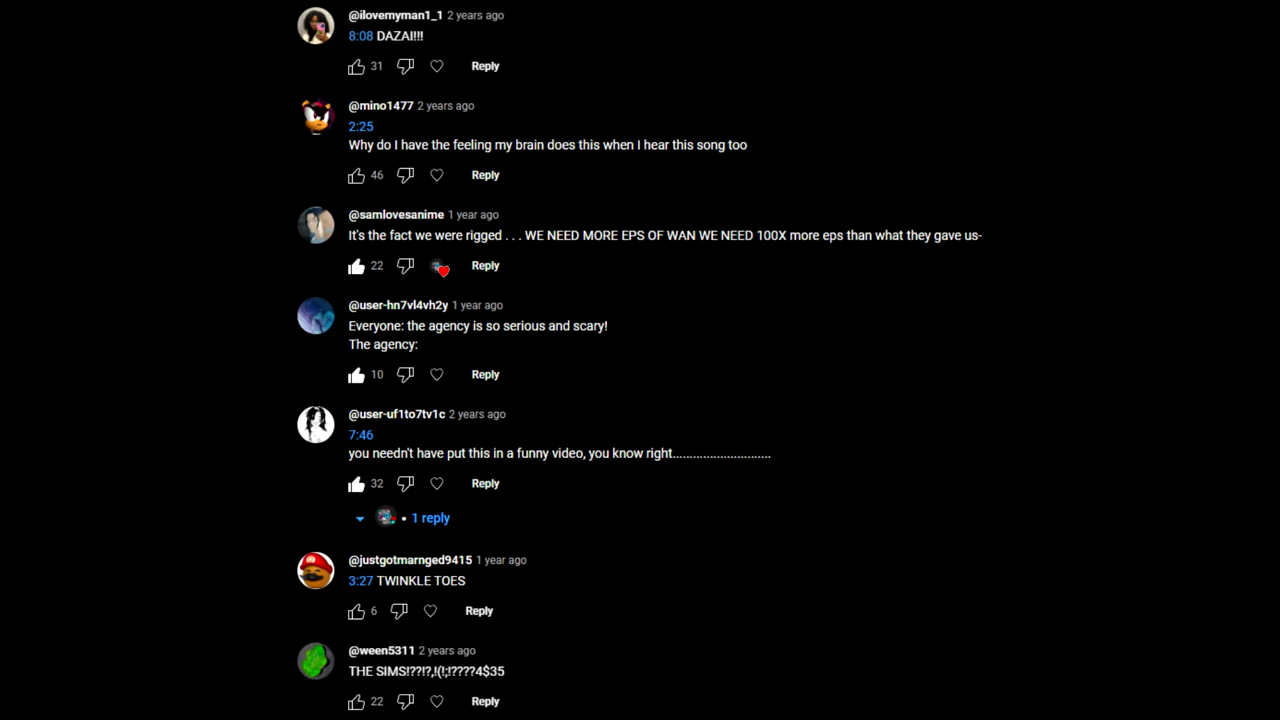 @ilovemyman1_1 2 years ago
8:08 DAZAI!!!
31 Reply
@mino1477 2 years ago
2:25
Why do I have the feeling my brain does this when I hear this song too
46 Reply
@samlovesanime 1 year ago
It's the fact we were rigged . . . WE NEED MORE EPS OF WAN WE NEED 100X more eps than what they gave us-
22 Reply
@user-hn7vl4vh2y 1 year ago
Everyone: the agency is so serious and scary!
The agency:
10 Reply
@user-uf1to7tv1c 2 years ago
7:46
you needn't have put this in a funny video, you know right............................
32 Reply
• 1 reply
@justgotmarnged9415 1 year ago
3:27 TWINKLE TOES
6 Reply
@ween5311 2 years ago
THE SIMS!??!?,!(!;!????4$35
22 Reply